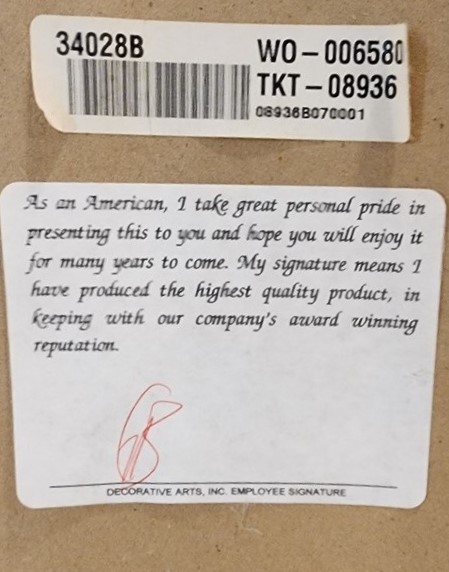 34028B
WO-006580
TKT-08936
08936B070001
As an American, I take great personal pride in
presenting this to you and hope you will enjoy it
for many years to come. My signature means I
have produced the highest quality product, in
keeping with our company's award winning
reputation.
DECORATIVE ARTS, INC. EMPLOYEE SIGNATURE